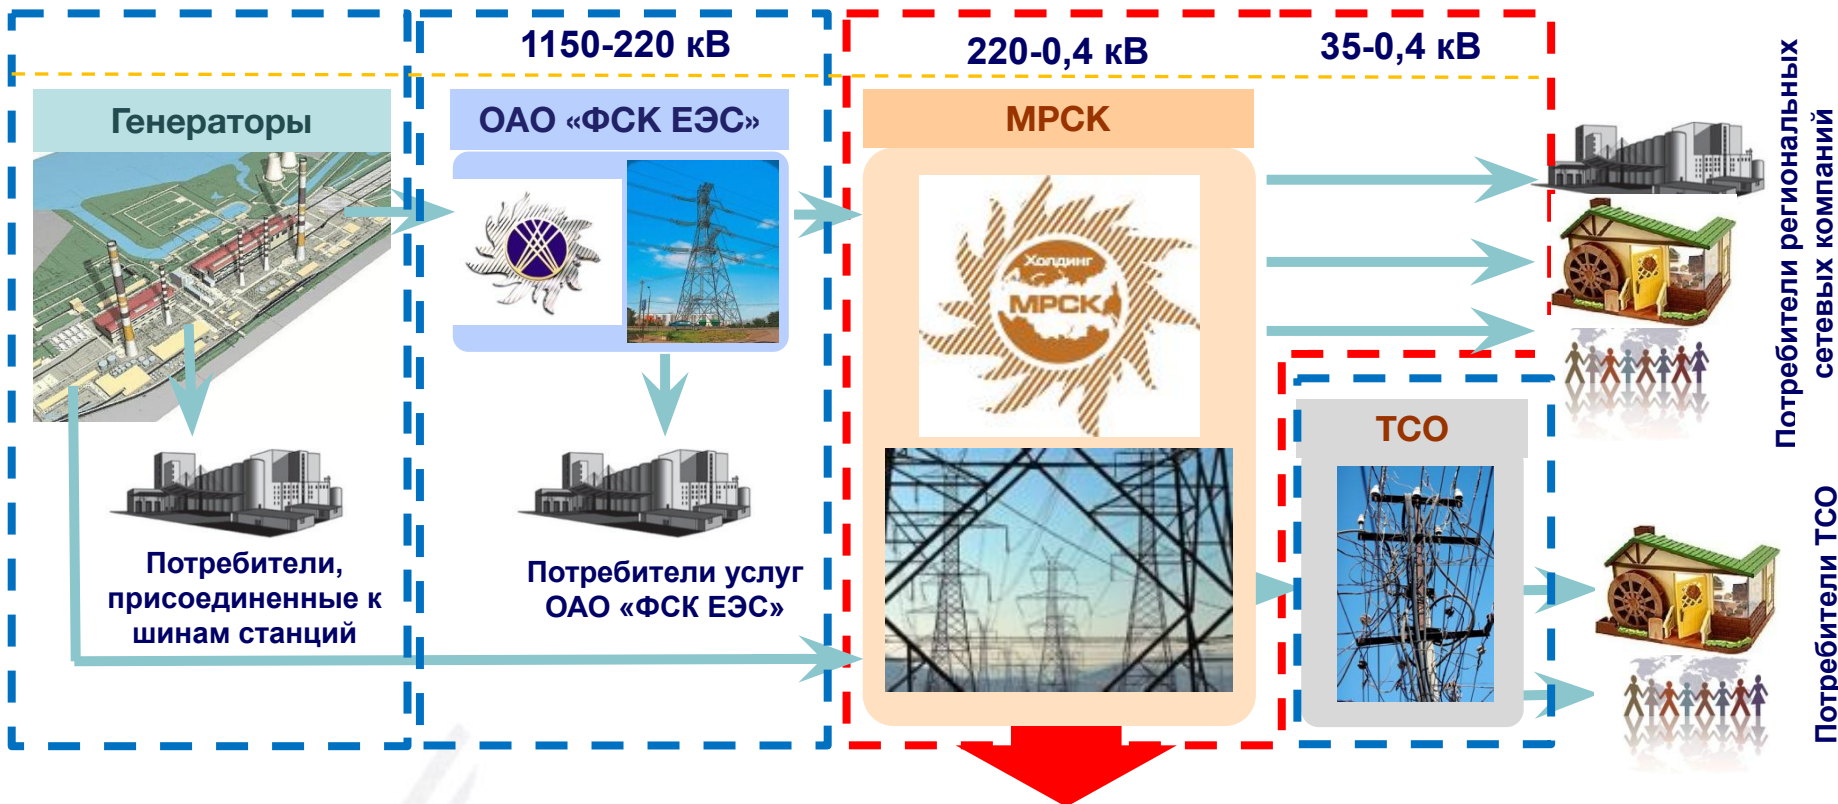 1150-220 кВ
220-0,4 кВ
35-0,4 кВ
Генераторы
ОАО «ФСК ЕЭС»
МРСК
Холдинг
МРСК
ТСО
Потребители,
присоединенные к
шинам станций
Потребители услуг
ОАО «ФСК ЕЭС»
Потребители региональных
сетевых компаний
Потребители ТСО